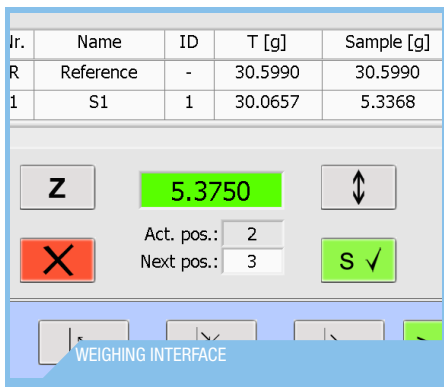 Nr. Name ID T [g] Sample [g]
R Reference - 30.5990 30.5990
1 S1 1 30.0657 5.3368
Z 5.3750
Act. pos.: 2
X Next pos.: 3 S √
WEIGHING INTERFACE